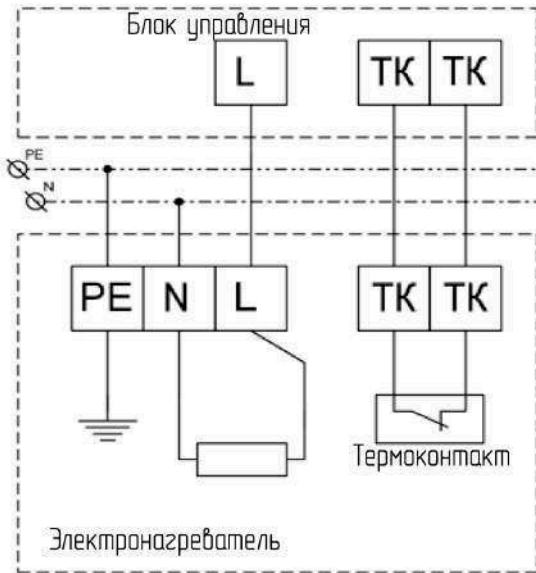 Блок управления
L ТК ТК
PE
N
PE N L ТК ТК
Термоконтакт
Электронагреватель